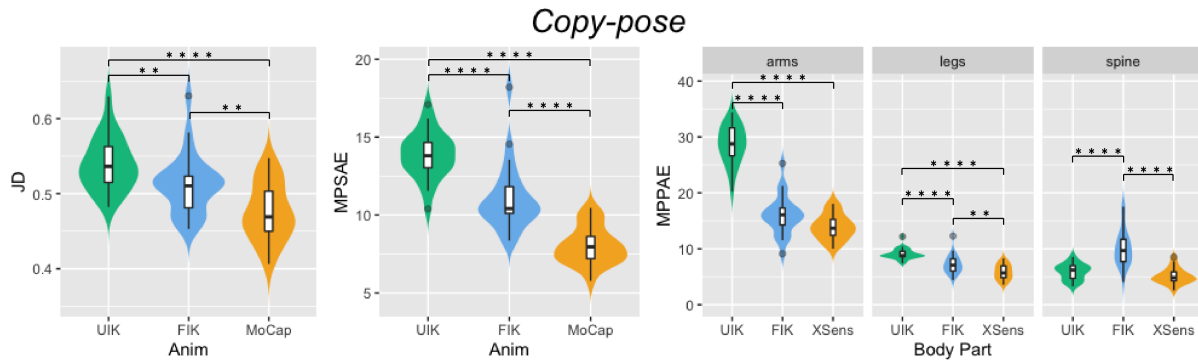 Copy-pose
JD
0.6
0.5
0.4
* * * *
* *
* *
UIK FIK MoCap
Anim
MPSAE
20
15
10
5
* * * *
* * * *
* * * *
UIK FIK MoCap
Anim
MPPAE
40
30
20
10
0
arms legs spine
* * * *
* * * *
* * * *
* * * *
* *
* * * *
* * * *
UIK FIK XSens UIK FIK XSens UIK FIK XSens
Body Part